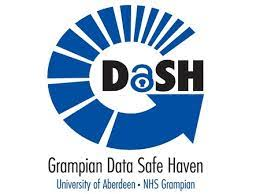 DaSH
Grampian Data Safe Haven
University of Aberdeen • NHS Grampian